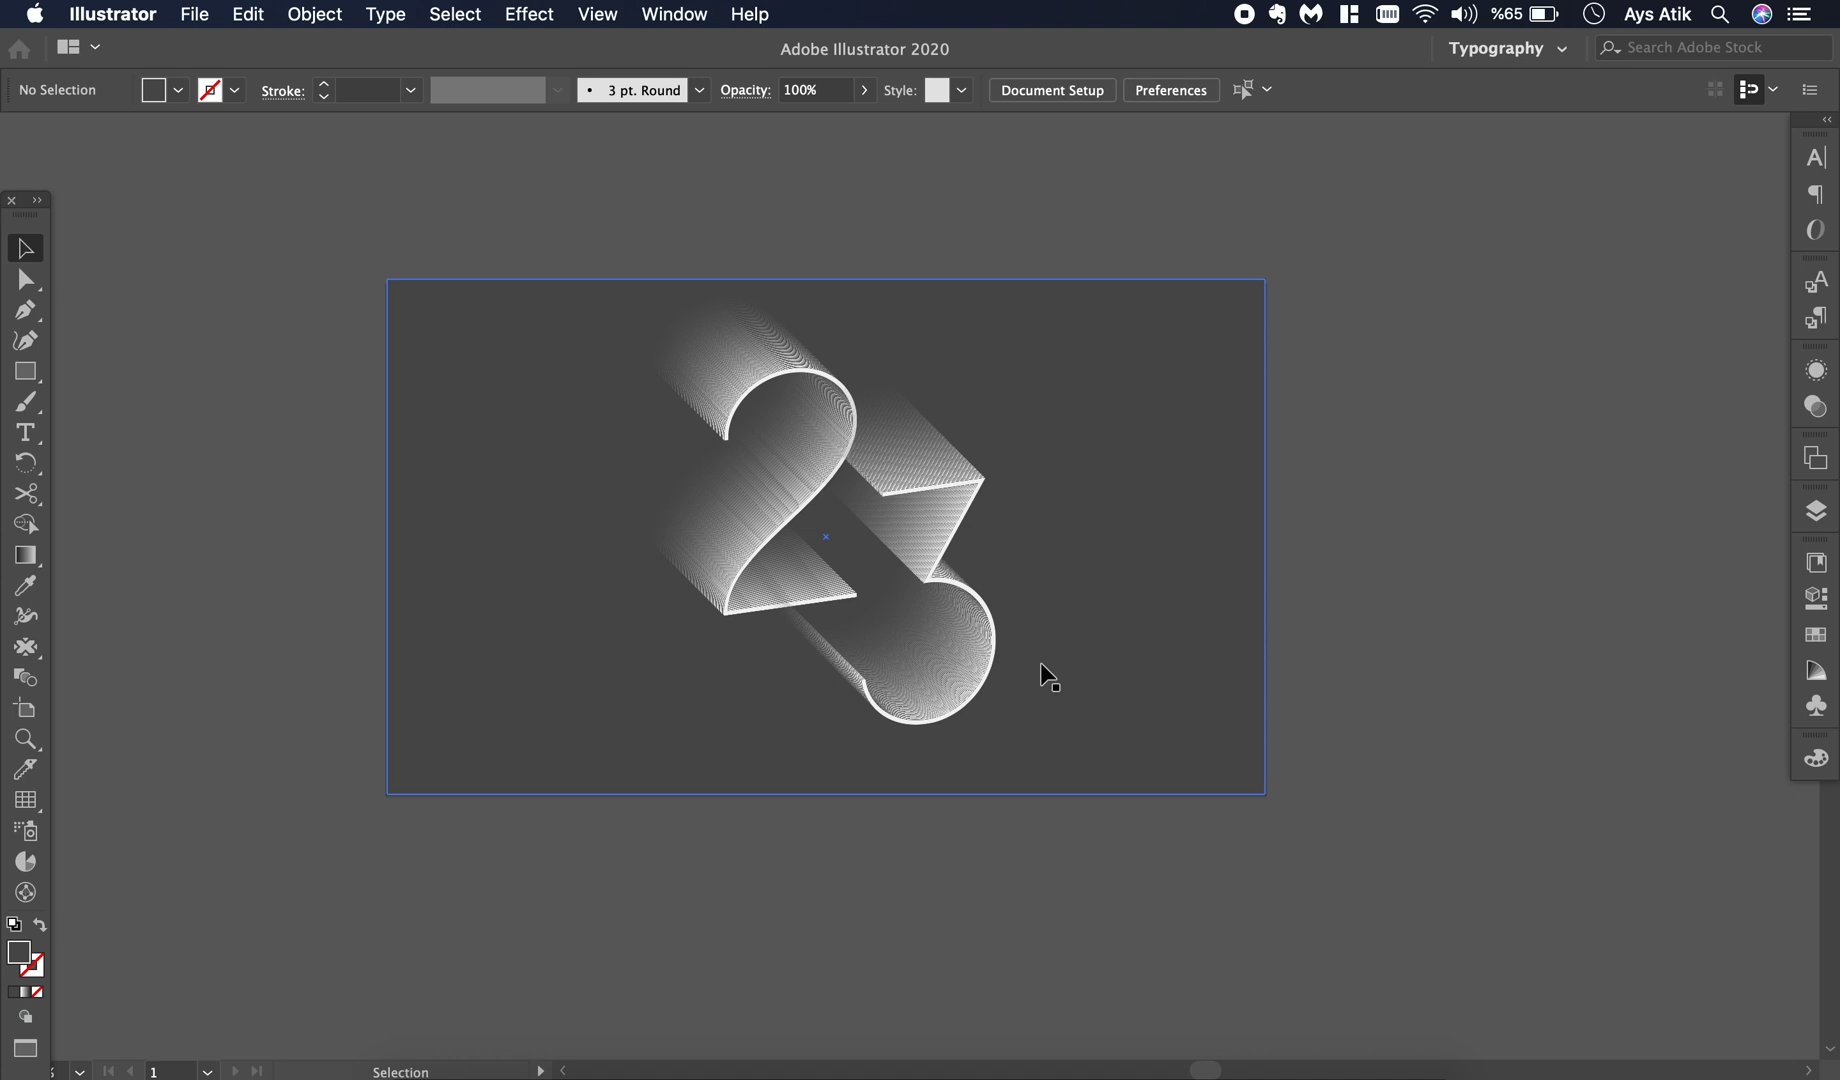 Illustrator File Edit Object Type Select Effect View Window Help %65 Ays Atik
Adobe Illustrator 2020 Typography Search Adobe Stock
No Selection Stroke: 3 pt. Round Opacity: 100% Style: Document Setup Preferences
25
1 Selection